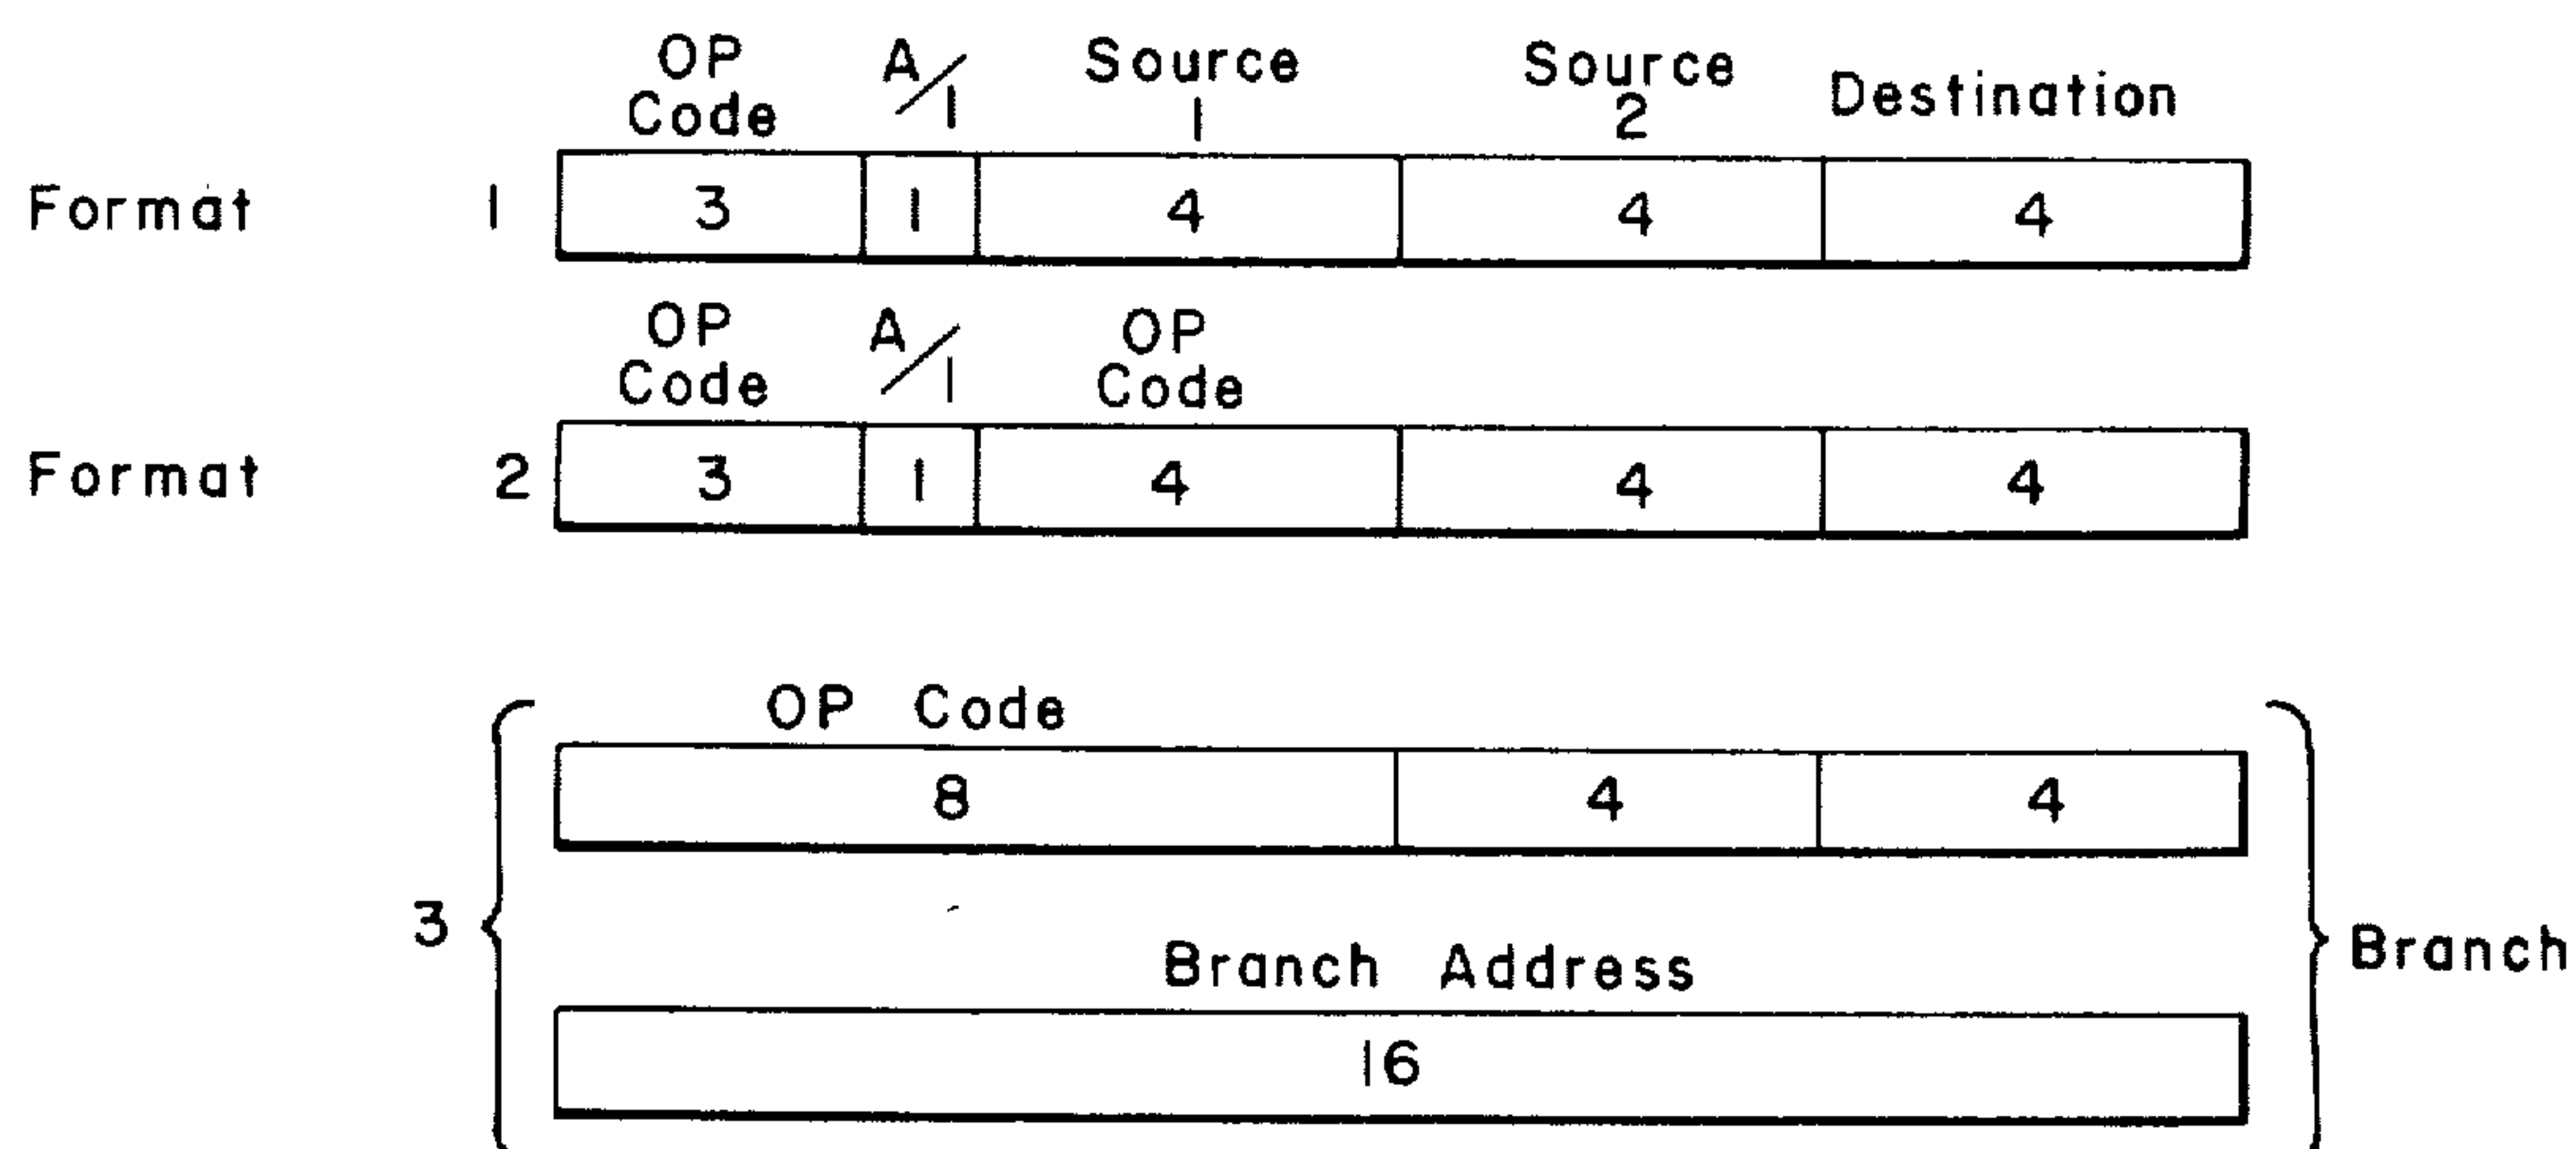 OP Code A/I Source 1 Source 2 Destination
Format 1 3 1 4 4 4
OP Code A/I OP Code
Format 2 3 1 4 4 4
OP Code
8 4 4
3 Branch
Branch Address
16